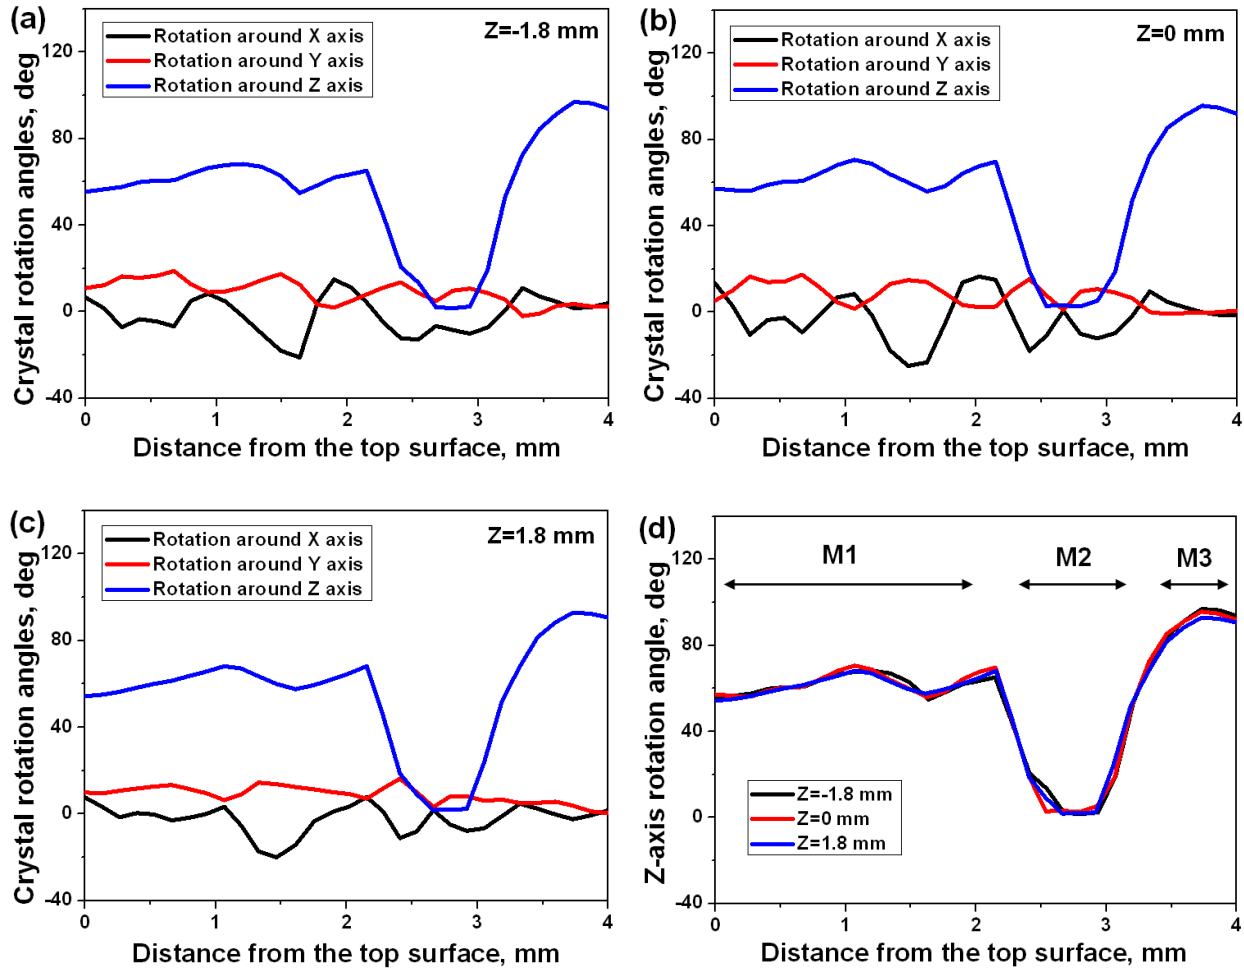 (a)
Z=-1.8 mm
Rotation around X axis
Rotation around Y axis
Rotation around Z axis
Crystal rotation angles, deg
120
80
40
0
-40
0 1 2 3 4
Distance from the top surface, mm
(b)
Z=0 mm
Rotation around X axis
Rotation around Y axis
Rotation around Z axis
Crystal rotation angles, deg
120
80
40
0
-40
0 1 2 3 4
Distance from the top surface, mm
(c)
Z=1.8 mm
Rotation around X axis
Rotation around Y axis
Rotation around Z axis
Crystal rotation angles, deg
120
80
40
0
-40
0 1 2 3 4
Distance from the top surface, mm
(d)
M1 M2 M3
Z-axis rotation angle, deg
120
80
40
0
-40
Z=-1.8 mm
Z=0 mm
Z=1.8 mm
0 1 2 3 4
Distance from the top surface, mm